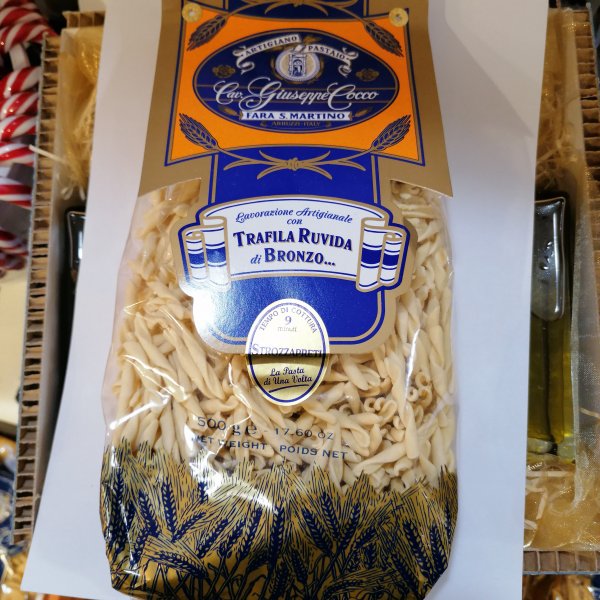 ARTIGIANO PASTAIO
Cav. Giuseppe Cocco
FARA S. MARTINO
ABRUZZI-ITALY
Lavorazione Artigianale
con
TRAFILA RUVIDA
di BRONZO...
TEMPO DI COTTURA
9
minuti
STROZZAPRETI
La Pasta
di Una Volta
500 g e - 17.60 oz
NET WEIGHT POIDS NET